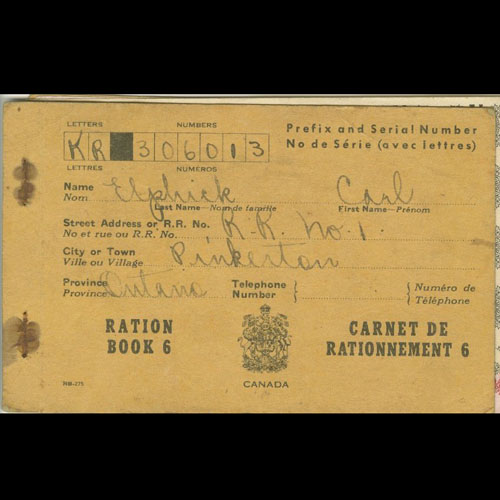 LETTERS NUMBERS
KR 306013
LETTRES NUMÉROS
Prefix and Serial Number
No de Série (avec lettres)
Name Elphick Carl
Nom Last Name—Nom de famille First Name—Prénom
Street Address or R.R. No. R.R. No. 1.
No et rue ou R.R. No.
City or Town Pinkerton
Ville ou Village
Province Ontario Telephone Number Numéro de Téléphone
Province
RATION BOOK 6
CARNET DE RATIONNEMENT 6
CANADA